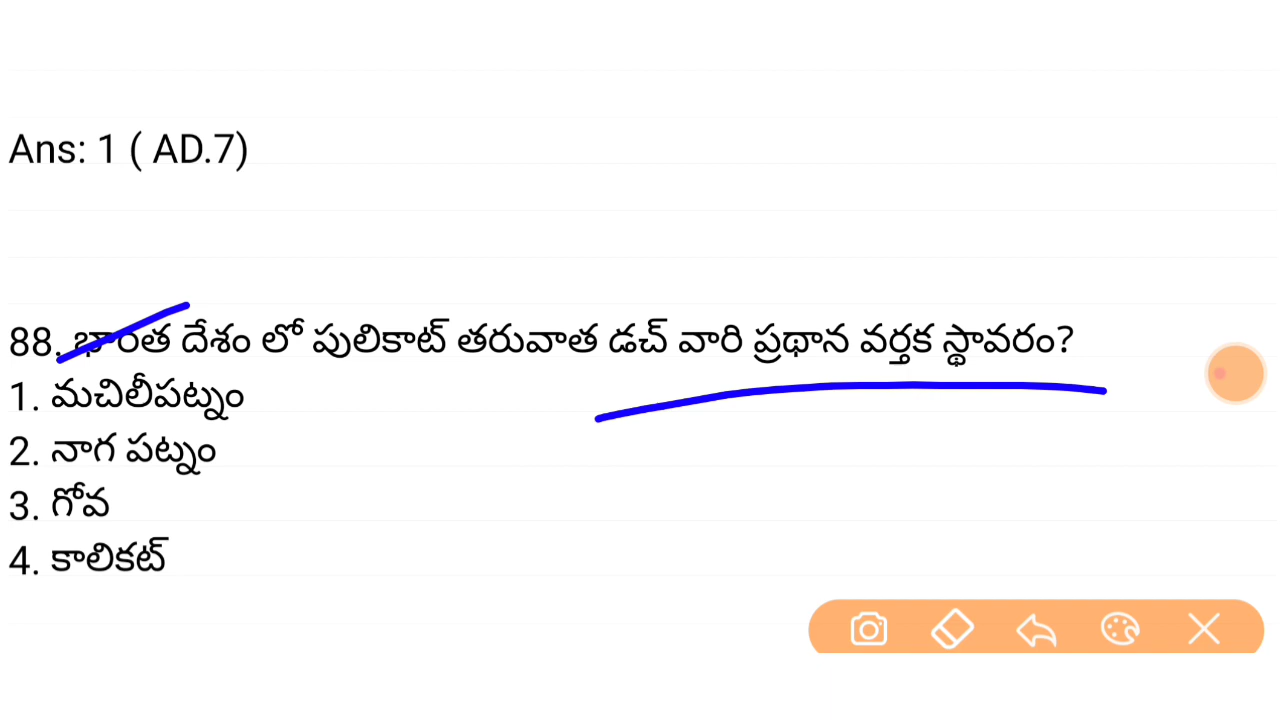 Ans: 1 ( AD.7)
88. భారత దేశం లో పులికాట్ తరువాత డచ్ వారి ప్రథాన వర్తక స్థావరం?
1. మచిలీపట్నం
2. నాగ పట్నం
3. గోవ
4. కాలికట్